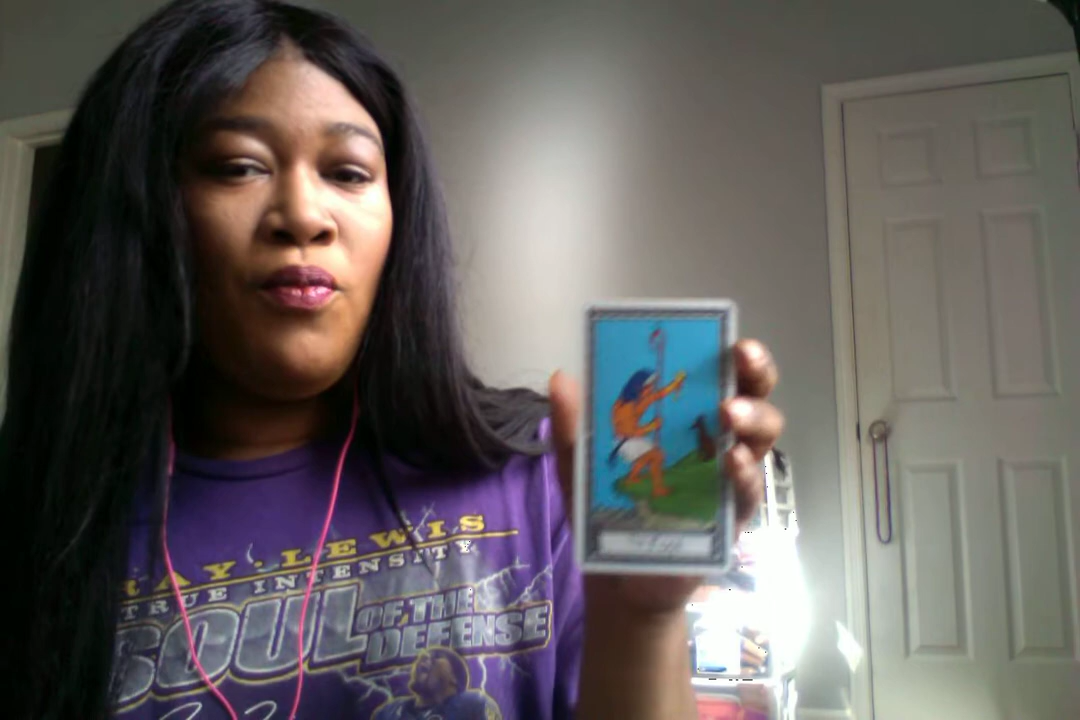 RAY LEWIS
TRUE INTENSITY
SOUL OF THE
DEFENSE